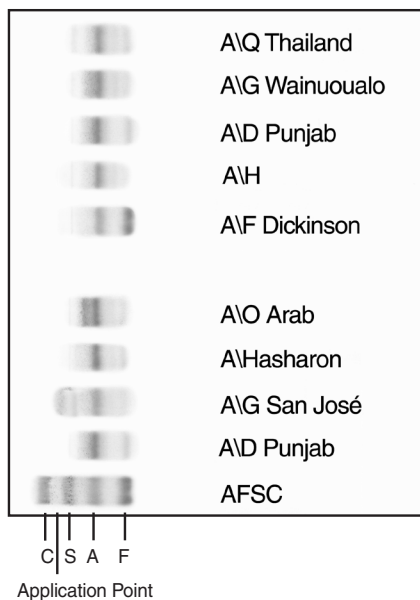 A\Q Thailand
A\G Wainuoualo
A\D Punjab
A\H
A\F Dickinson
A\O Arab
A\Hasharon
A\G San José
A\D Punjab
AFSC
C S A F
Application Point